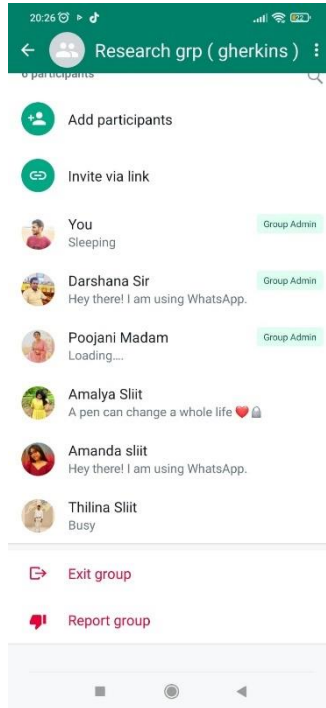 20:26
22
Research grp ( gherkins )
6 participants
Add participants
Invite via link
You
Group Admin
Sleeping
Darshana Sir
Group Admin
Hey there! I am using WhatsApp.
Poojani Madam
Group Admin
Loading....
Amalya Sliit
A pen can change a whole life ❤️🔒
Amanda sliit
Hey there! I am using WhatsApp.
Thilina Sliit
Busy
Exit group
Report group